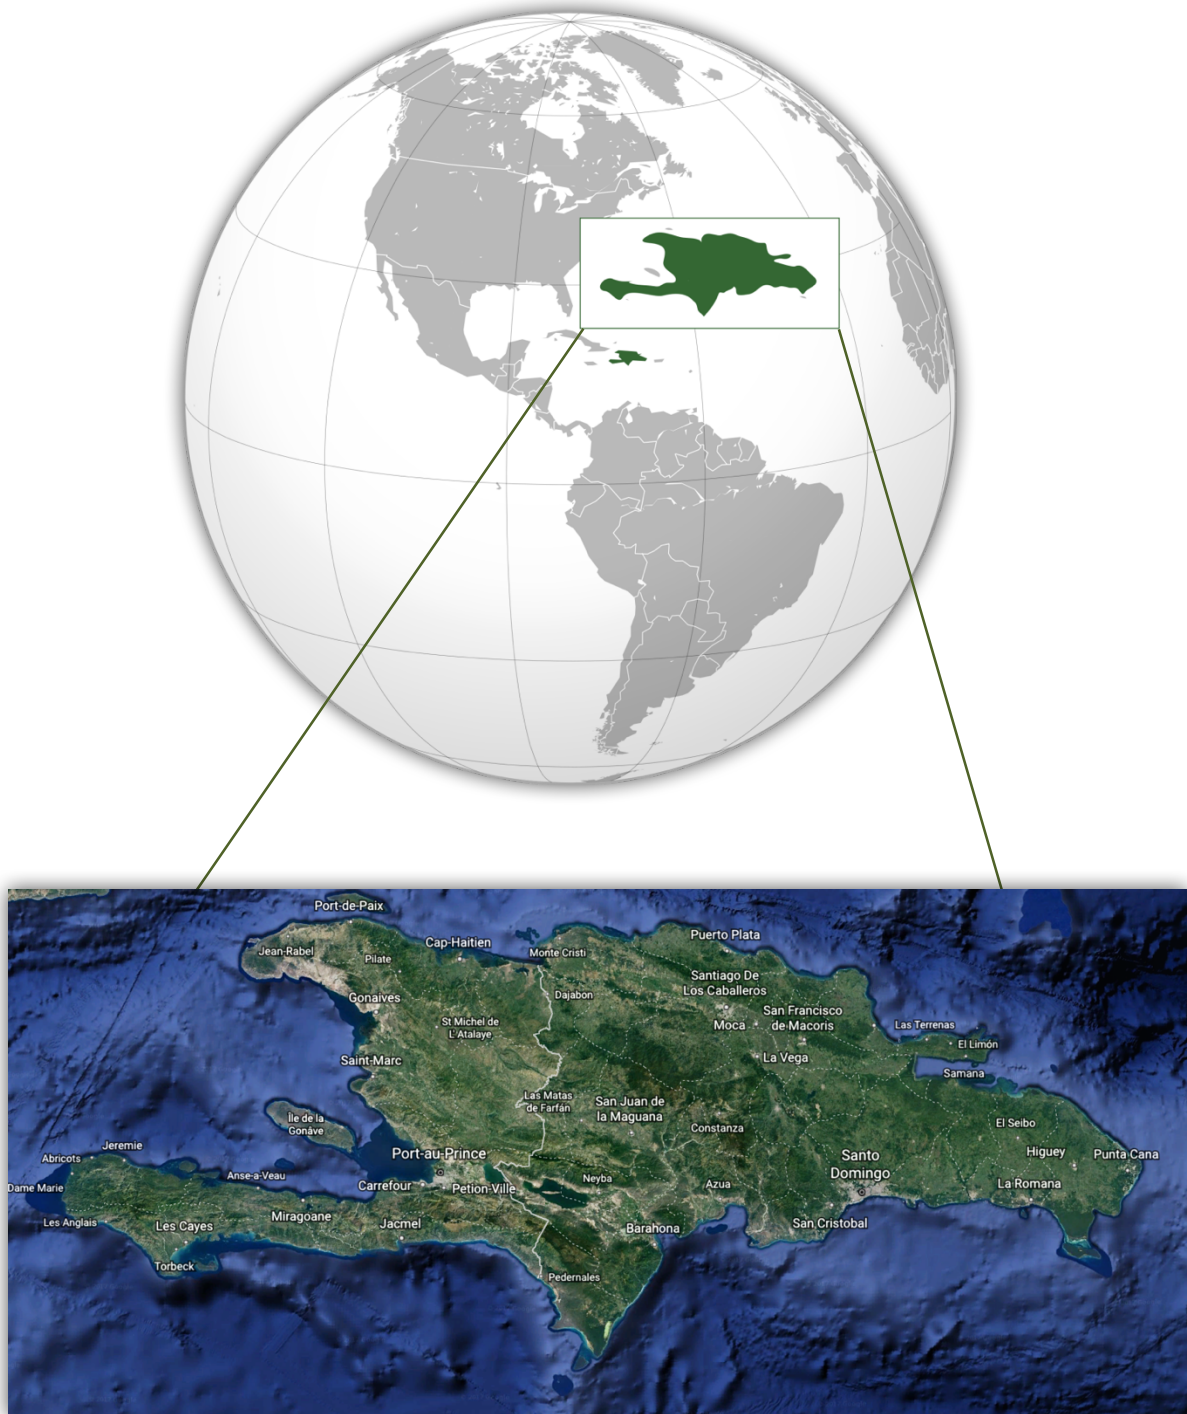 Port-de-Paix
Jean-Rabel
Pilate
Cap-Haitien
Monte Cristi
Puerto Plata
Gonaives
Dajabon
Santiago De
Los Caballeros
St Michel de
L'Atalaye
Moca
San Francisco
de Macoris
Las Terrenas
El Limón
Saint-Marc
La Vega
Samana
Île de la
Gonâve
Las Matas
de Farfán
San Juan de
la Maguana
Constanza
El Seibo
Jeremie
Abricots
Port-au-Prince
Santo
Domingo
Higuey
Punta Cana
Dame Marie
Anse-a-Veau
Carrefour
Petion-Ville
Neyba
Azua
La Romana
Les Anglais
Les Cayes
Miragoane
Jacmel
Barahona
San Cristobal
Torbeck
Pedernales